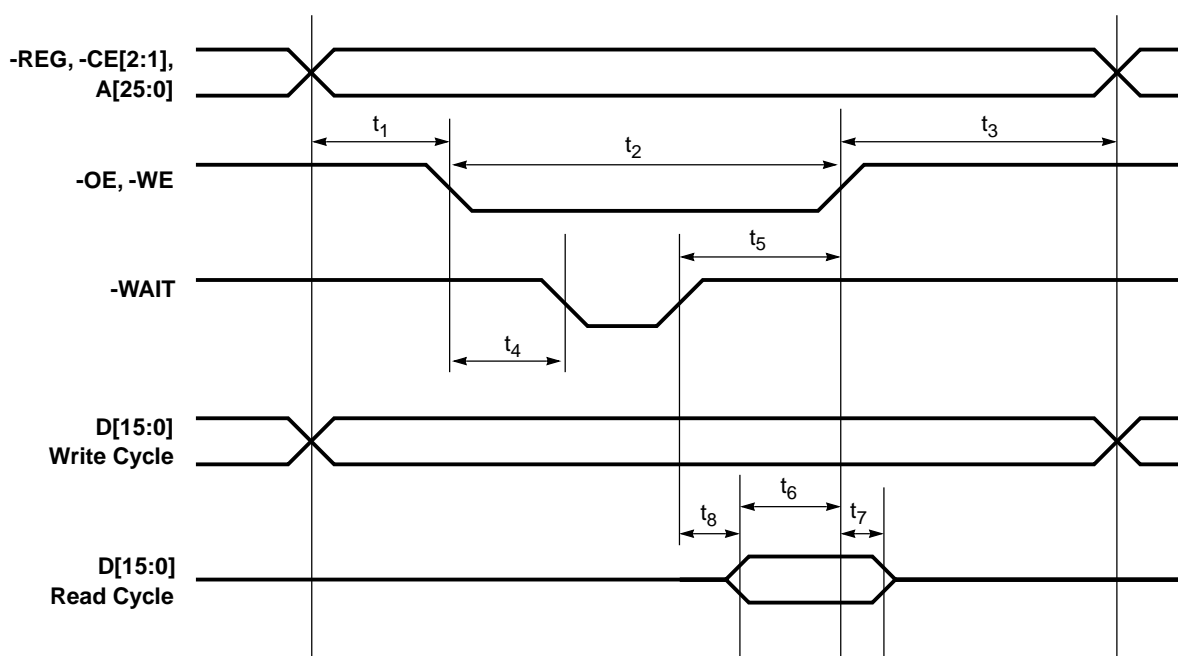 -REG, -CE[2:1],
A[25:0]
t1
t2
t3
-OE, -WE
t5
-WAIT
t4
D[15:0]
Write Cycle
t6
t7
t8
D[15:0]
Read Cycle